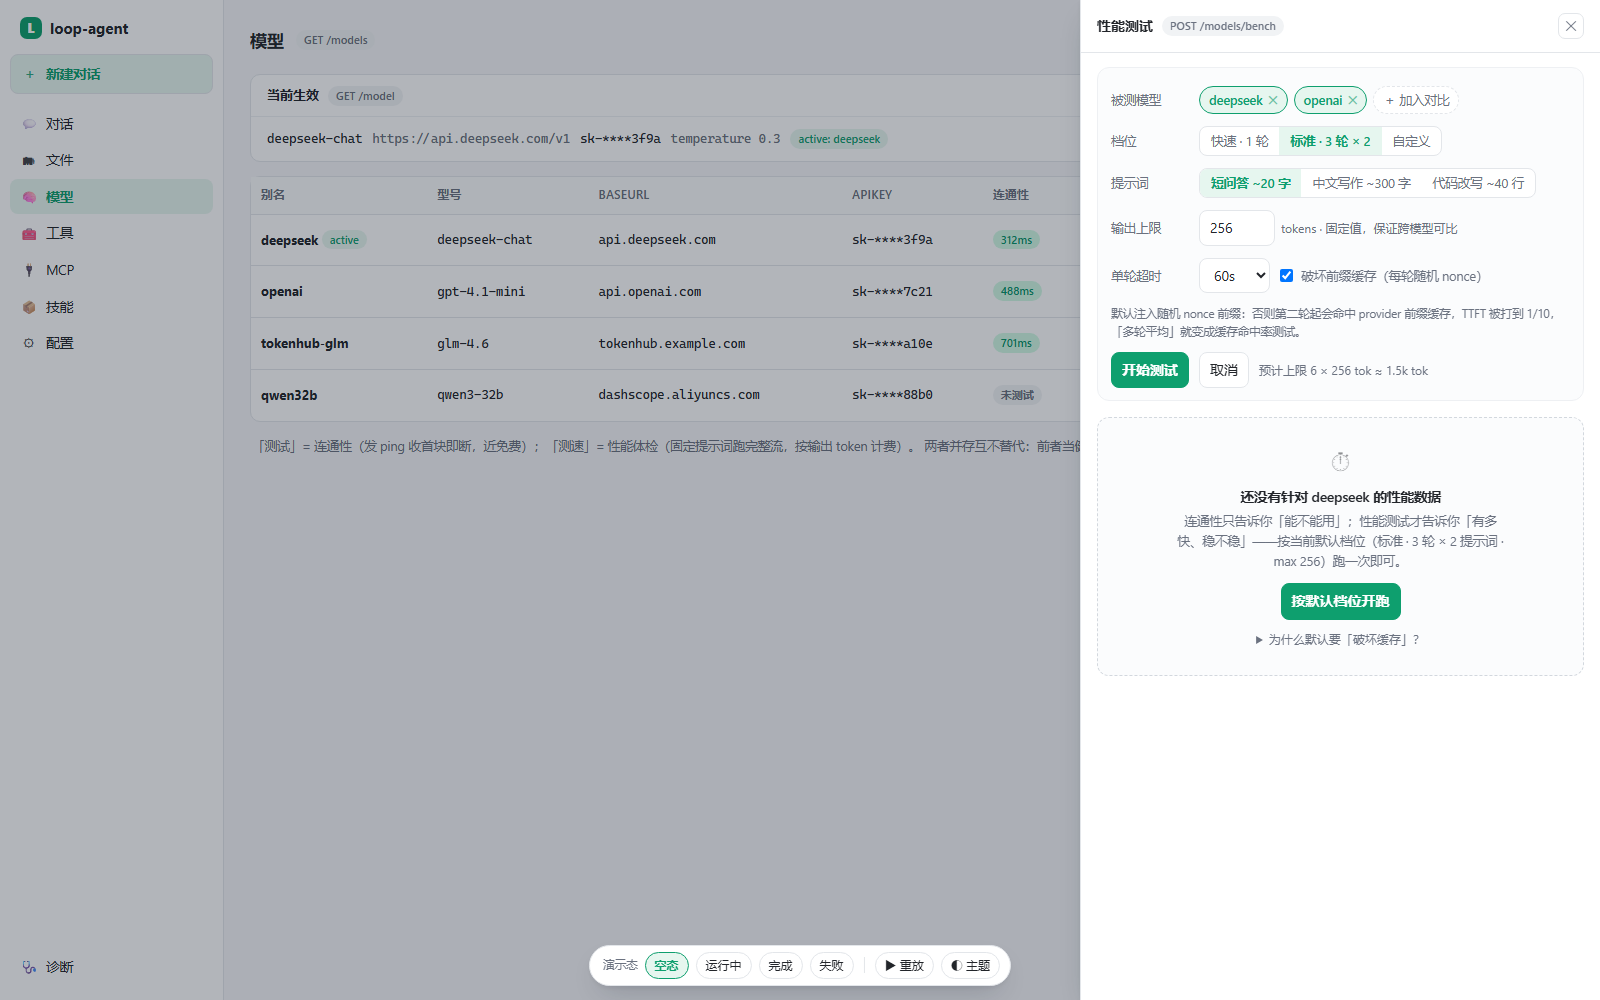 L loop-agent
+ 新建对话
对话
文件
模型
工具
MCP
技能
配置
诊断
模型 GET /models
当前生效 GET /model
deepseek-chat https://api.deepseek.com/v1 sk-****3f9a temperature 0.3 active: deepseek
别名 型号 BASEURL APIKEY 连通性
deepseek active deepseek-chat api.deepseek.com sk-****3f9a 312ms
openai gpt-4.1-mini api.openai.com sk-****7c21 488ms
tokenhub-glm glm-4.6 tokenhub.example.com sk-****a10e 701ms
qwen32b qwen3-32b dashscope.aliyuncs.com sk-****88b0 未测试
「测试」= 连通性（发 ping 收首块即断，近免费）；「测速」= 性能体检（固定提示词跑完整流，按输出 token 计费）。 两者并存互不替代：前者当健
性能测试 POST /models/bench
被测模型 deepseek × openai × + 加入对比
档位 快速 · 1 轮 标准 · 3 轮 × 2 自定义
提示词 短问答 ~20 字 中文写作 ~300 字 代码改写 ~40 行
输出上限 256 tokens · 固定值，保证跨模型可比
单轮超时 60s 破坏前缀缓存（每轮随机 nonce）
默认注入随机 nonce 前缀：否则第二轮起会命中 provider 前缀缓存，TTFT 被打到 1/10，
「多轮平均」就变成缓存命中率测试。
开始测试 取消 预计上限 6 × 256 tok ≈ 1.5k tok
还没有针对 deepseek 的性能数据
连通性只告诉你「能不能用」；性能测试才告诉你「有多
快、稳不稳」——按当前默认档位（标准 · 3 轮 × 2 提示词 ·
max 256）跑一次即可。
按默认档位开跑
▶ 为什么默认要「破坏缓存」？
演示态 空态 运行中 完成 失败 ▶ 重放 ◐ 主题